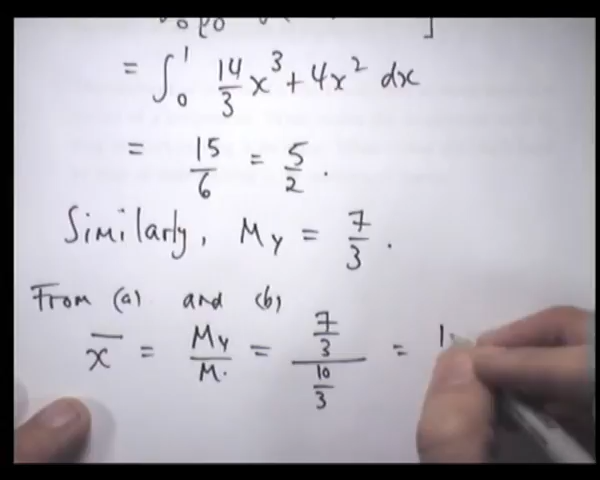 = ∫₀¹ 14/3 x³ + 4x² dx
= 15/6 = 5/2 .
Similarly, My = 7/3 .
From (a) and (b)
x̄ = My/M. = (7/3)/(10/3) =